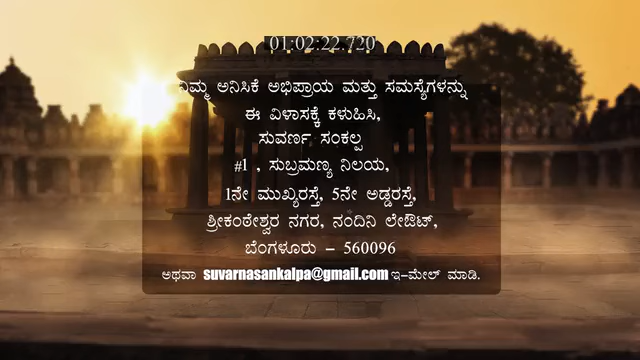 01:02:22.720
ನಿಮ್ಮ ಅನಿಸಿಕೆ ಅಭಿಪ್ರಾಯ ಮತ್ತು ಸಮಸ್ಯೆಗಳನ್ನು
ಈ ವಿಳಾಸಕ್ಕೆ ಕಳುಹಿಸಿ,
ಸುವರ್ಣ ಸಂಕಲ್ಪ
#1 , ಸುಬ್ರಮಣ್ಯ ನಿಲಯ,
1ನೇ ಮುಖ್ಯರಸ್ತೆ, 5ನೇ ಅಡ್ಡರಸ್ತೆ,
ಶ್ರೀಕಂಠೇಶ್ವರ ನಗರ, ನಂದಿನಿ ಲೇಔಟ್,
ಬೆಂಗಳೂರು – 560096
ಅಥವಾ suvarnasankalpa@gmail.com ಇ-ಮೇಲ್ ಮಾಡಿ.